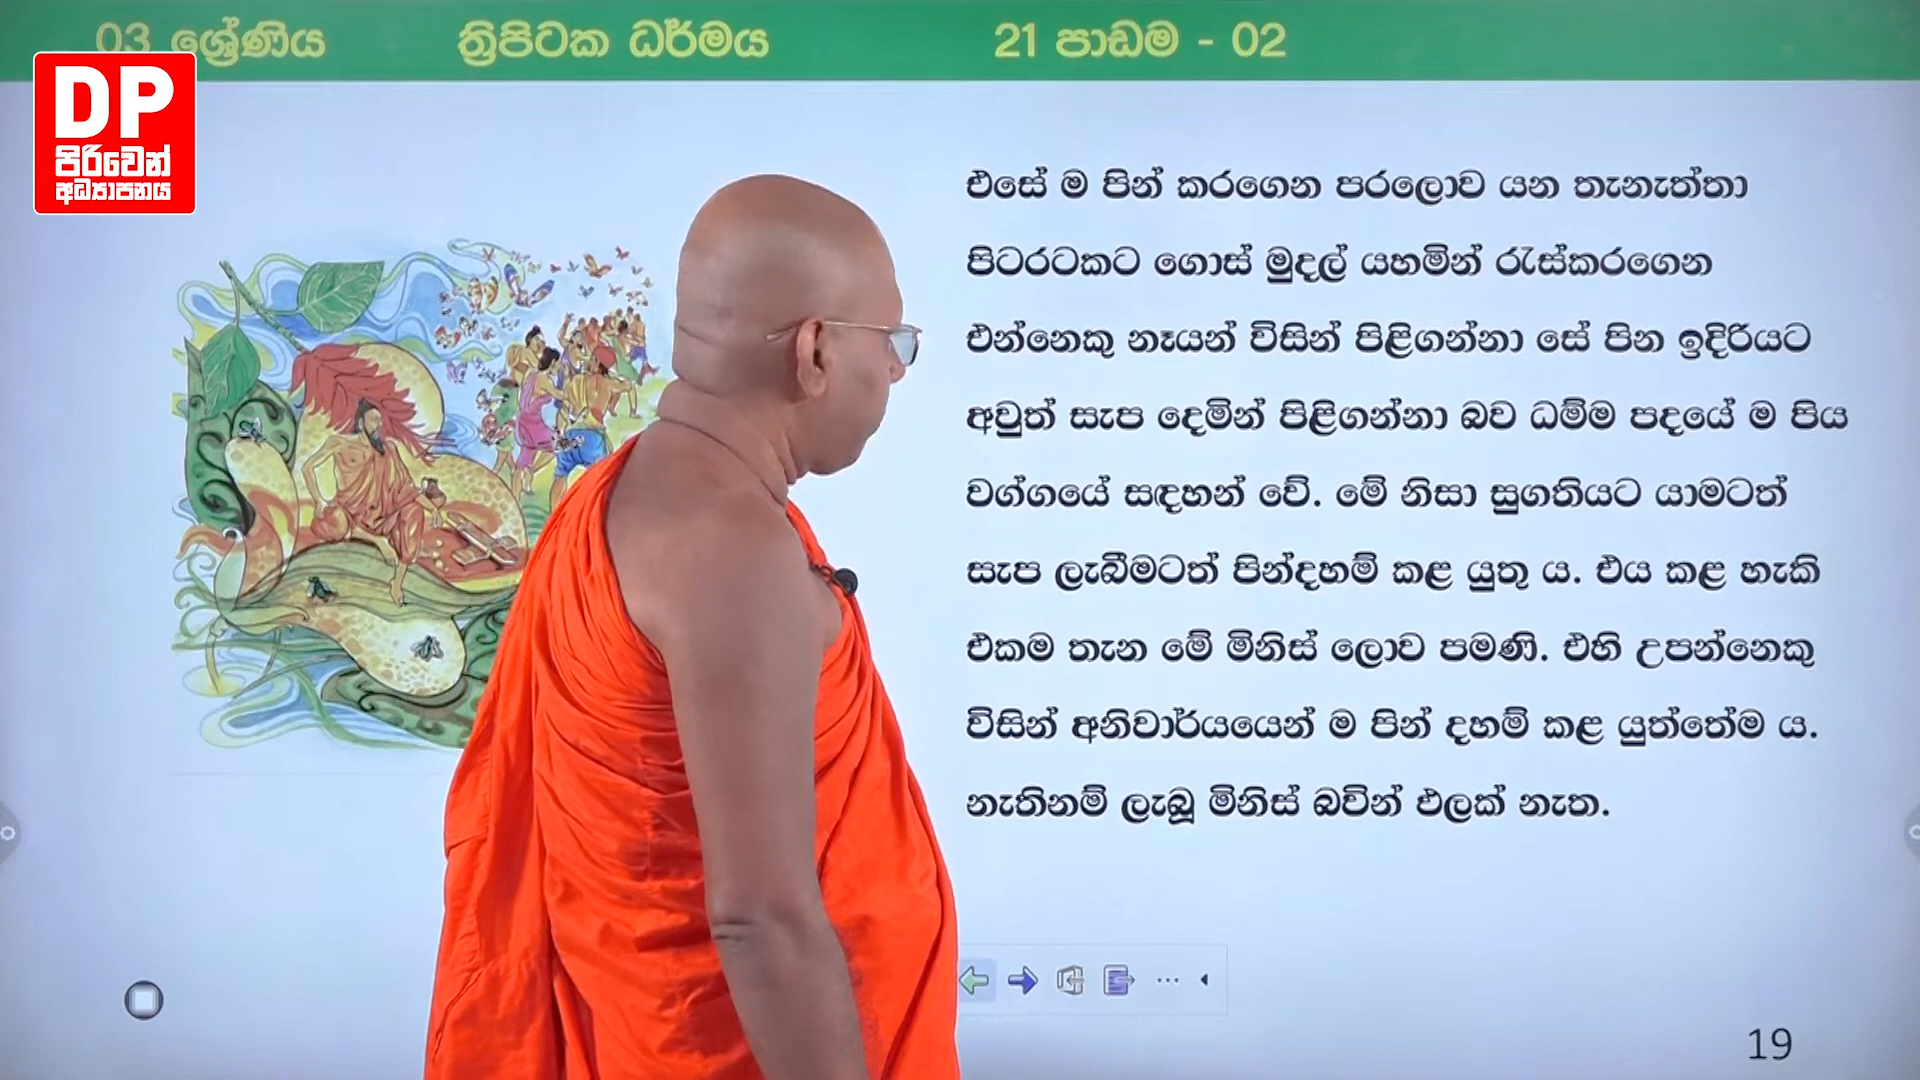 03 ශ්‍රේණිය ත්‍රිපිටක ධර්මය 21 පාඩම - 02
DP
පිරිවෙන්
අධ්‍යාපනය
එසේ ම පින් කරගෙන පරලොව යන තැනැත්තා
පිටරටකට ගොස් මුදල් යහමින් රැස්කරගෙන
එන්නෙකු නෑයන් විසින් පිළිගන්නා සේ පින ඉදිරියට
අවුත් සැප දෙමින් පිළිගන්නා බව ධම්ම පදයේ ම පිය
වග්ගයේ සඳහන් වේ. මේ නිසා සුගතියට යාමටත්
සැප ලැබීමටත් පින්දහම් කළ යුතු ය. එය කළ හැකි
එකම තැන මේ මිනිස් ලොව පමණි. එහි උපන්නෙකු
විසින් අනිවාර්යයෙන් ම පින් දහම් කළ යුත්තේම ය.
නැතිනම් ලැබූ මිනිස් බවින් ඵලක් නැත.
19